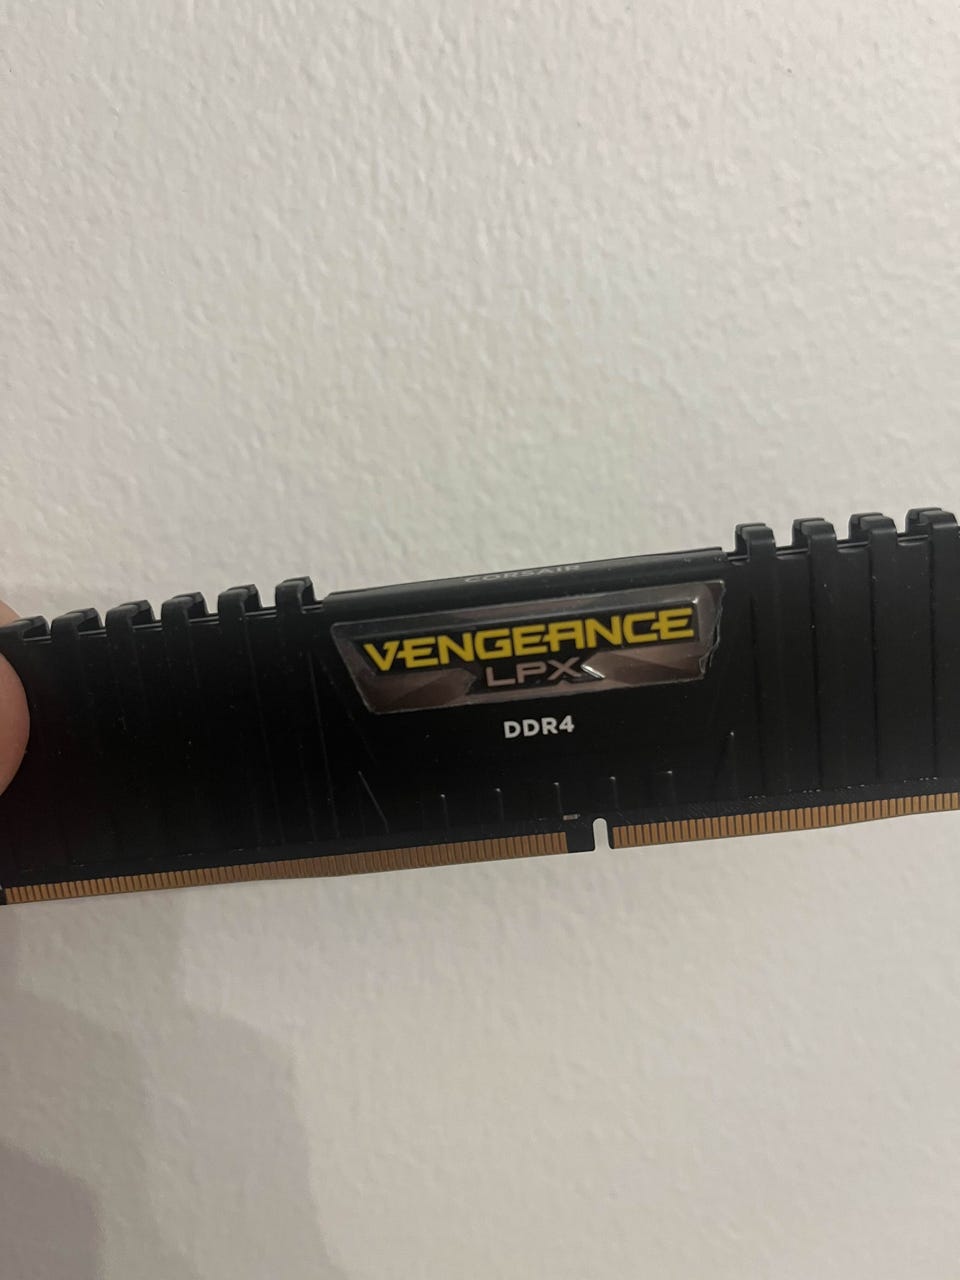 CORSAIR
VENGEANCE
LPX
DDR4